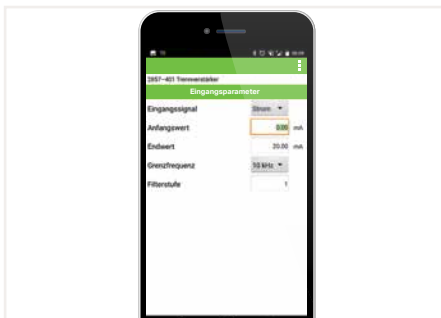 2857-401 Trennverstärker
Eingangsparameter
Eingangssignal Strom
Anfangswert 0.00 mA
Endwert 20.00 mA
Grenzfrequenz 10 kHz
Filterstufe 1